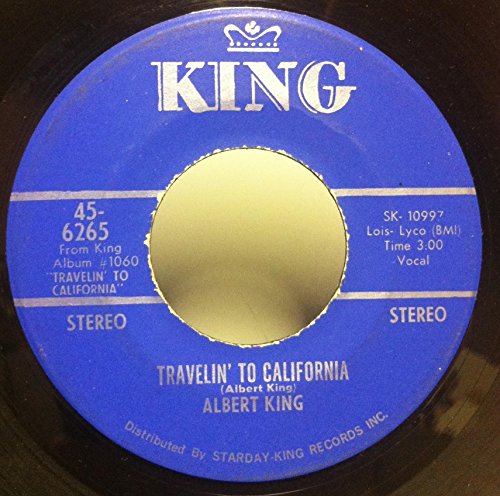 KING
45-
6265
From King
Album #1060
"TRAVELIN' TO
CALIFORNIA"
STEREO
SK- 10997
Lois- Lyco (BMI)
Time 3:00
Vocal
STEREO
TRAVELIN' TO CALIFORNIA
(Albert King)
ALBERT KING
Distributed By STARDAY-KING RECORDS INC.